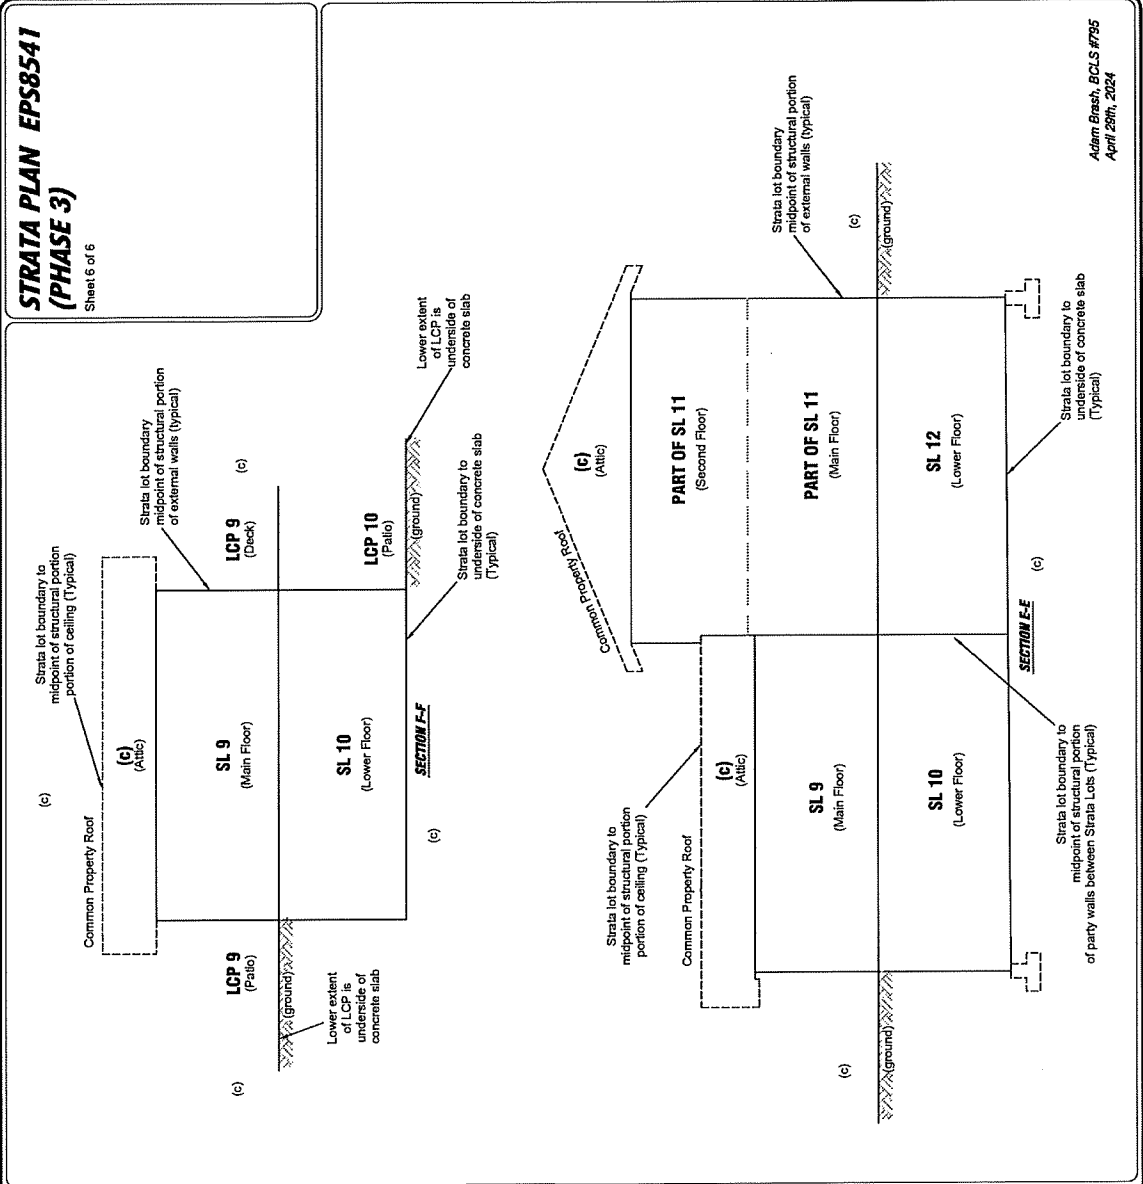 STRATA PLAN EPS8541
(PHASE 3)
Sheet 6 of 6
(c)
Strata lot boundary to
midpoint of structural portion
portion of ceiling (Typical)
Common Property Roof
(c)
(Attic)
Strata lot boundary
midpoint of structural portion
of external walls (typical)
(c)
LCP 9
(Patio)
SL 9
(Main Floor)
LCP 9
(Deck)
(c)
(ground)
Lower extent
of LCP is
underside of
concrete slab
SL 10
(Lower Floor)
LCP 10
(Patio)
(ground)
Lower extent
of LCP is
underside of
concrete slab
SECTION F-F
(c)
Strata lot boundary to
underside of concrete slab
(Typical)
Strata lot boundary to
midpoint of structural portion
portion of ceiling (Typical)
Common Property Roof
Common Property Roof
(c)
(Attic)
(c)
(Attic)
PART OF SL 11
(Second Floor)
Strata lot boundary
midpoint of structural portion
of external walls (typical)
(c)
SL 9
(Main Floor)
PART OF SL 11
(Main Floor)
(c)
(ground)
(ground)
SL 10
(Lower Floor)
SL 12
(Lower Floor)
SECTION E-E
(c)
Strata lot boundary to
midpoint of structural portion
of party walls between Strata Lots (Typical)
Strata lot boundary to
underside of concrete slab
(Typical)
Adam Brash, BCLS #795
April 29th, 2024